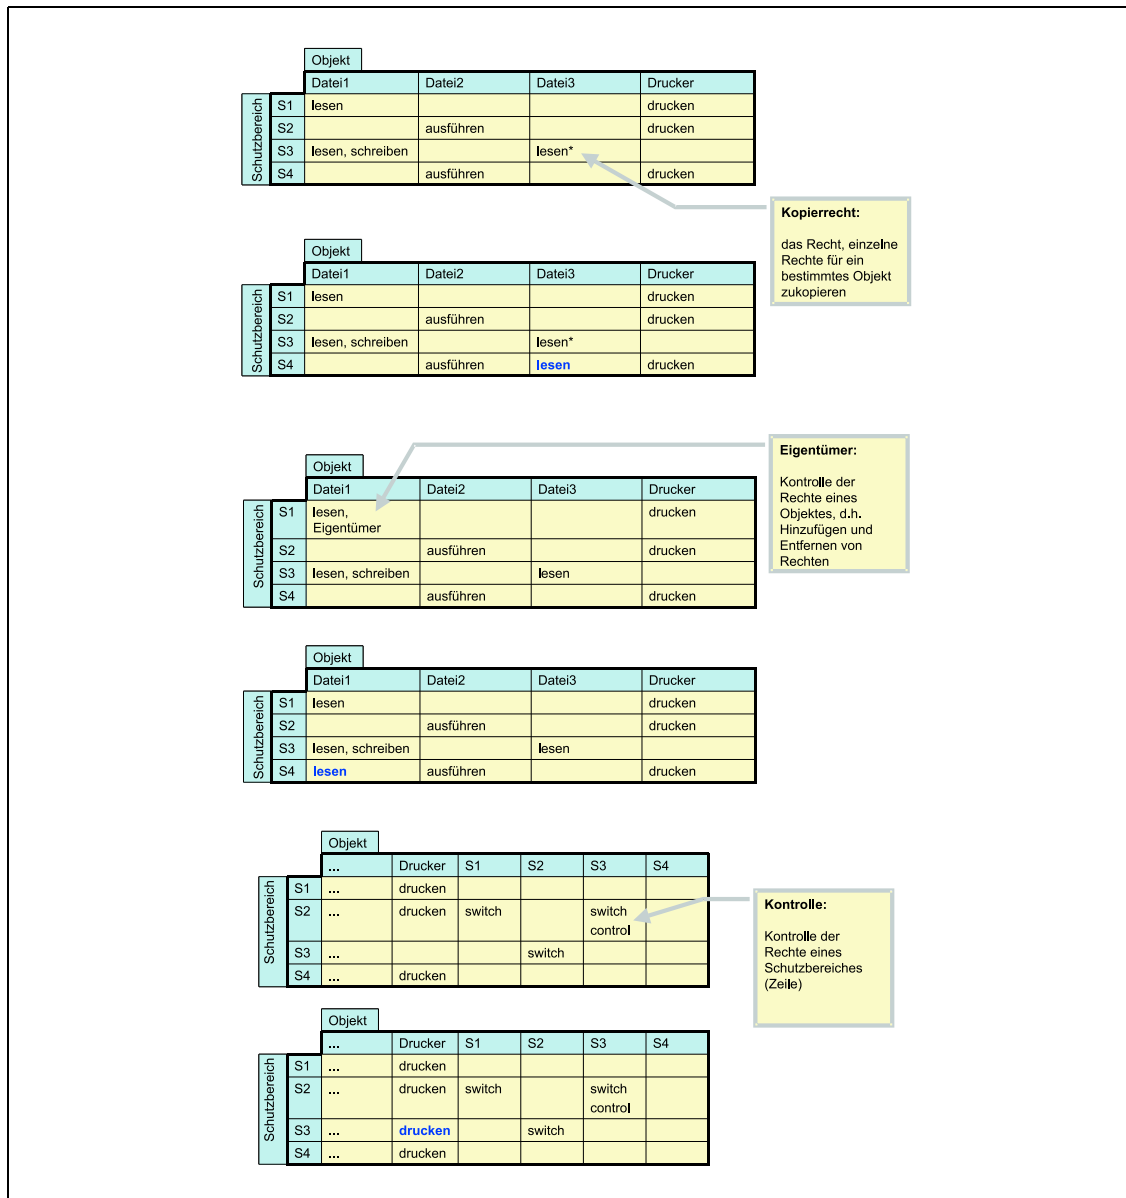 Objekt
Datei1 Datei2 Datei3 Drucker
Schutzbereich
S1 lesen drucken
S2 ausführen drucken
S3 lesen, schreiben lesen*
S4 ausführen drucken
Kopierrecht:
das Recht, einzelne
Rechte für ein
bestimmtes Objekt
zukopieren
Objekt
Datei1 Datei2 Datei3 Drucker
Schutzbereich
S1 lesen drucken
S2 ausführen drucken
S3 lesen, schreiben lesen*
S4 ausführen lesen drucken
Eigentümer:
Kontrolle der
Rechte eines
Objektes, d.h.
Hinzufügen und
Entfernen von
Rechten
Objekt
Datei1 Datei2 Datei3 Drucker
Schutzbereich
S1 lesen, drucken
Eigentümer
S2 ausführen drucken
S3 lesen, schreiben lesen
S4 ausführen drucken
Objekt
Datei1 Datei2 Datei3 Drucker
Schutzbereich
S1 lesen drucken
S2 ausführen drucken
S3 lesen, schreiben lesen
S4 lesen ausführen drucken
Objekt
... Drucker S1 S2 S3 S4
Schutzbereich
S1 ... drucken
S2 ... drucken switch switch
control
S3 ... switch
S4 ... drucken
Kontrolle:
Kontrolle der
Rechte eines
Schutzbereiches
(Zeile)
Objekt
... Drucker S1 S2 S3 S4
Schutzbereich
S1 ... drucken
S2 ... drucken switch switch
control
S3 ... drucken switch
S4 ... drucken